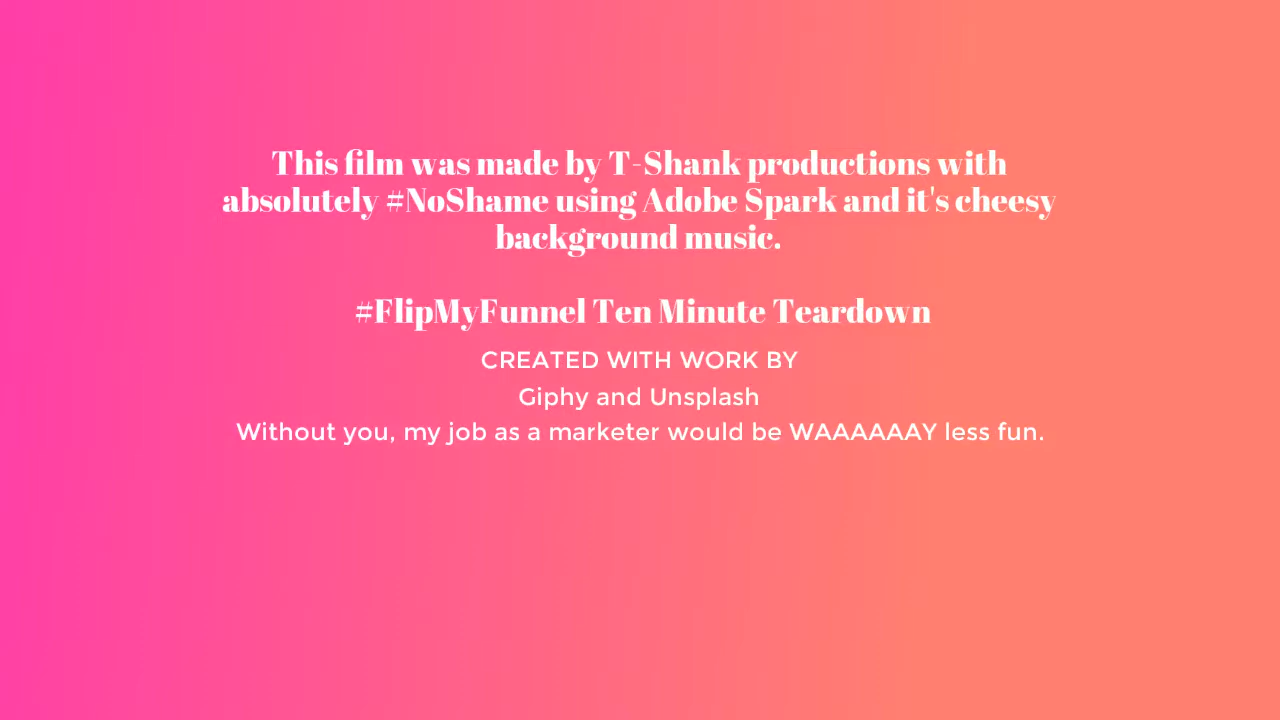 This film was made by T-Shank productions with
absolutely #NoShame using Adobe Spark and it's cheesy
background music.
#FlipMyFunnel Ten Minute Teardown
CREATED WITH WORK BY
Giphy and Unsplash
Without you, my job as a marketer would be WAAAAAAY less fun.